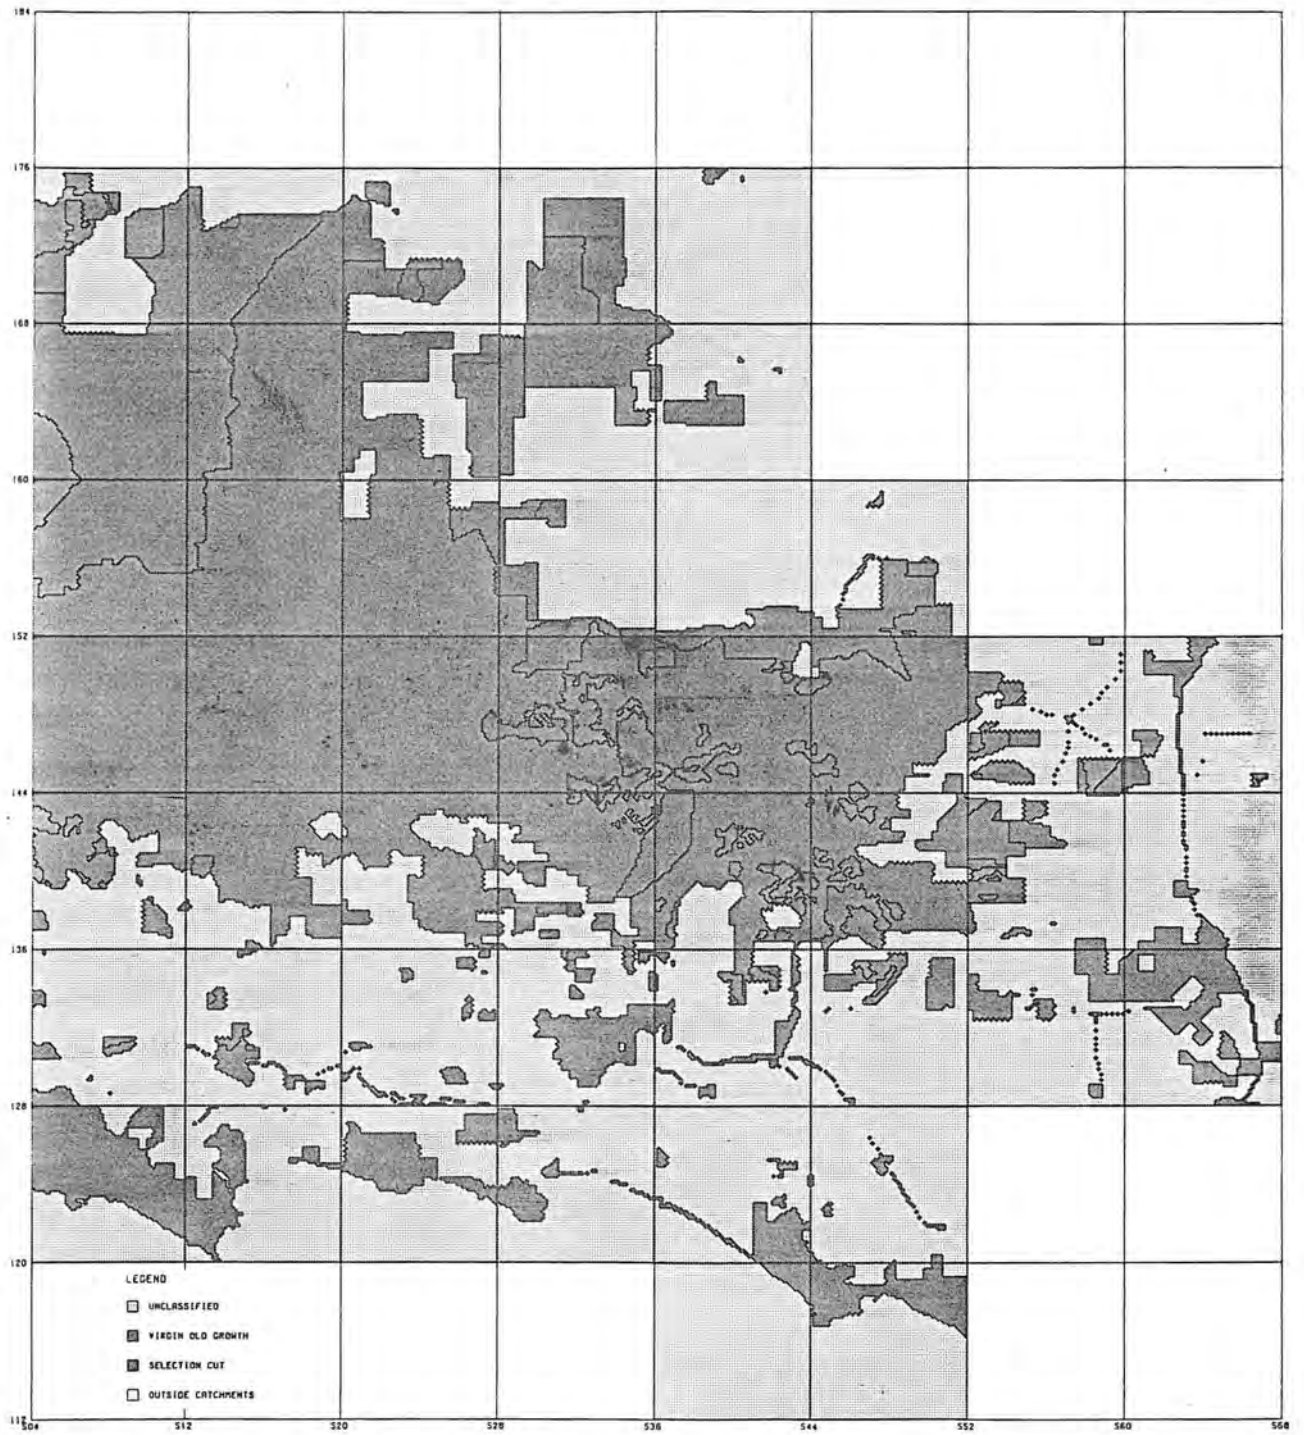 184
176
168
160
152
144
136
128
120
LEGEND
UNCLASSIFIED
VIRGIN OLD GROWTH
SELECTION CUT
OUTSIDE CATCHMENTS
112
504 512 520 528 536 544 552 560 568